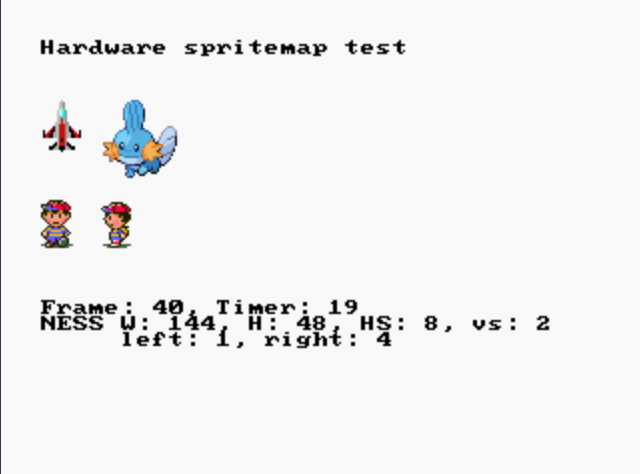 Hardware spritemap test
Frame: 40, Timer: 19
NESS W: 144, H: 48, HS: 8, vs: 2
left: 1, right: 4